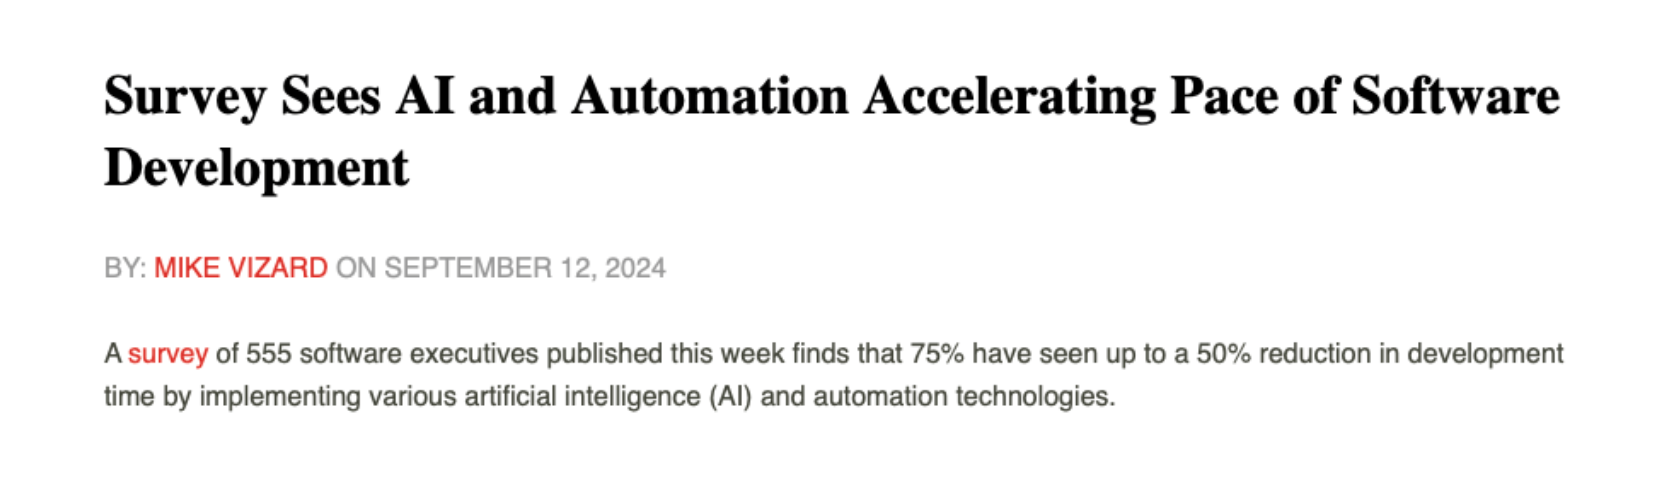 Survey Sees AI and Automation Accelerating Pace of Software
Development
BY: MIKE VIZARD ON SEPTEMBER 12, 2024
A survey of 555 software executives published this week finds that 75% have seen up to a 50% reduction in development
time by implementing various artificial intelligence (AI) and automation technologies.